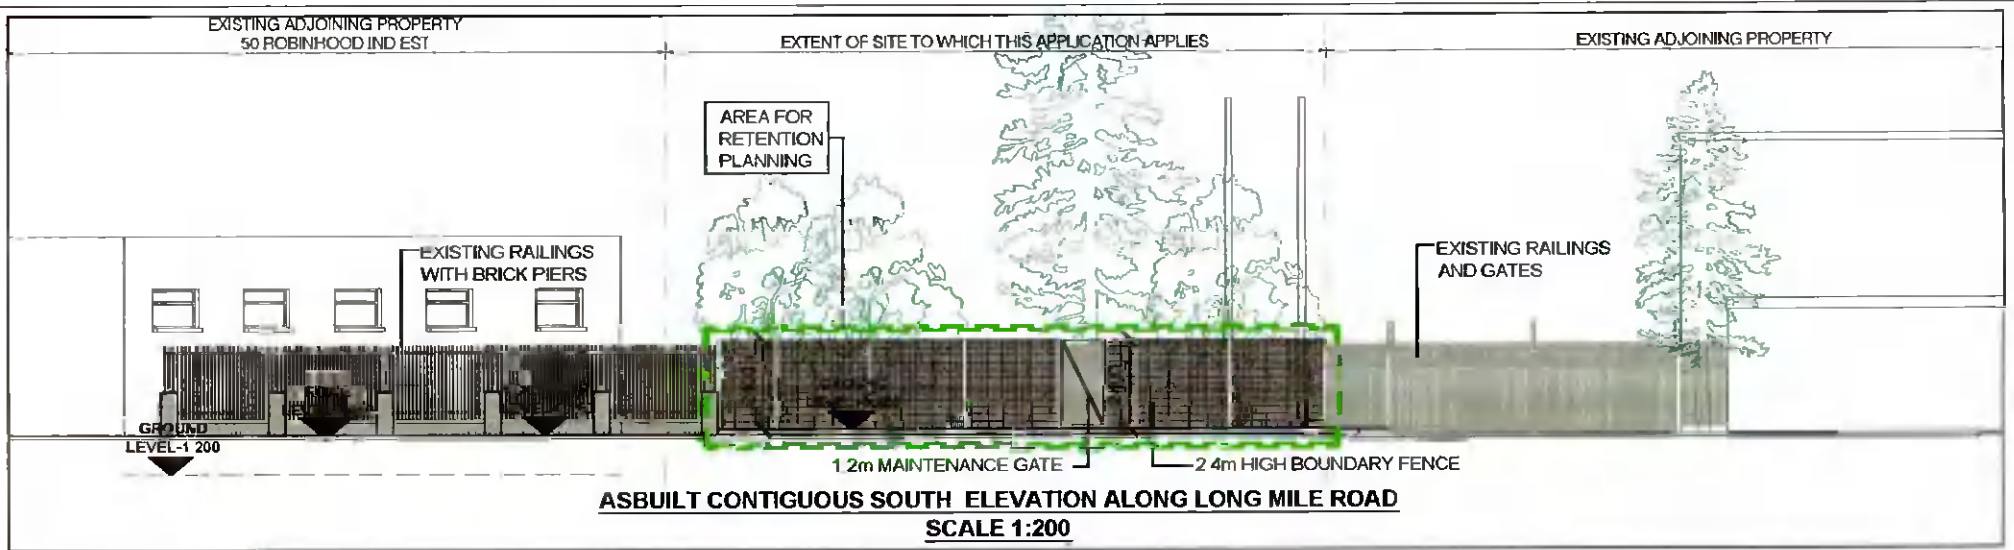 EXISTING ADJOINING PROPERTY
50 ROBINHOOD IND EST
EXTENT OF SITE TO WHICH THIS APPLICATION APPLIES
EXISTING ADJOINING PROPERTY
AREA FOR
RETENTION
PLANNING
EXISTING RAILINGS
WITH BRICK PIERS
EXISTING RAILINGS
AND GATES
GROUND
LEVEL-1 200
1 2m MAINTENANCE GATE
2 4m HIGH BOUNDARY FENCE
ASBUILT CONTIGUOUS SOUTH ELEVATION ALONG LONG MILE ROAD
SCALE 1:200